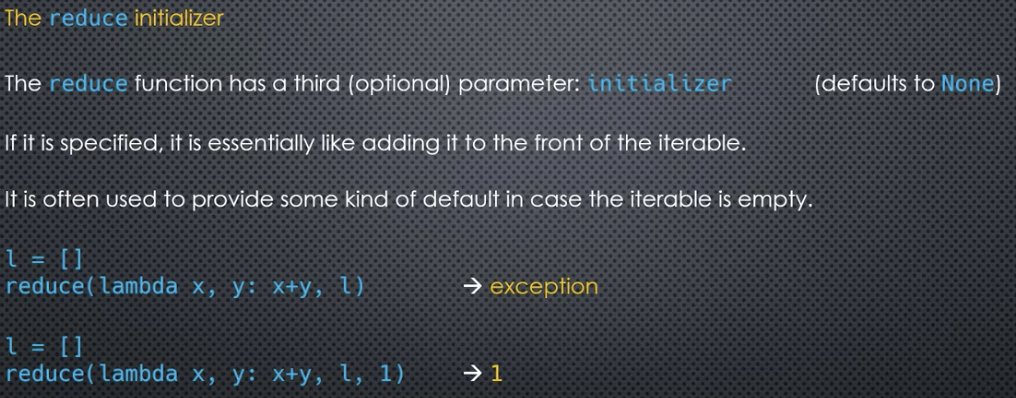 The reduce initializer
The reduce function has a third (optional) parameter: initializer (defaults to None)
If it is specified, it is essentially like adding it to the front of the iterable.
It is often used to provide some kind of default in case the iterable is empty.
l = []
reduce(lambda x, y: x+y, l) → exception
l = []
reduce(lambda x, y: x+y, l, 1) → 1